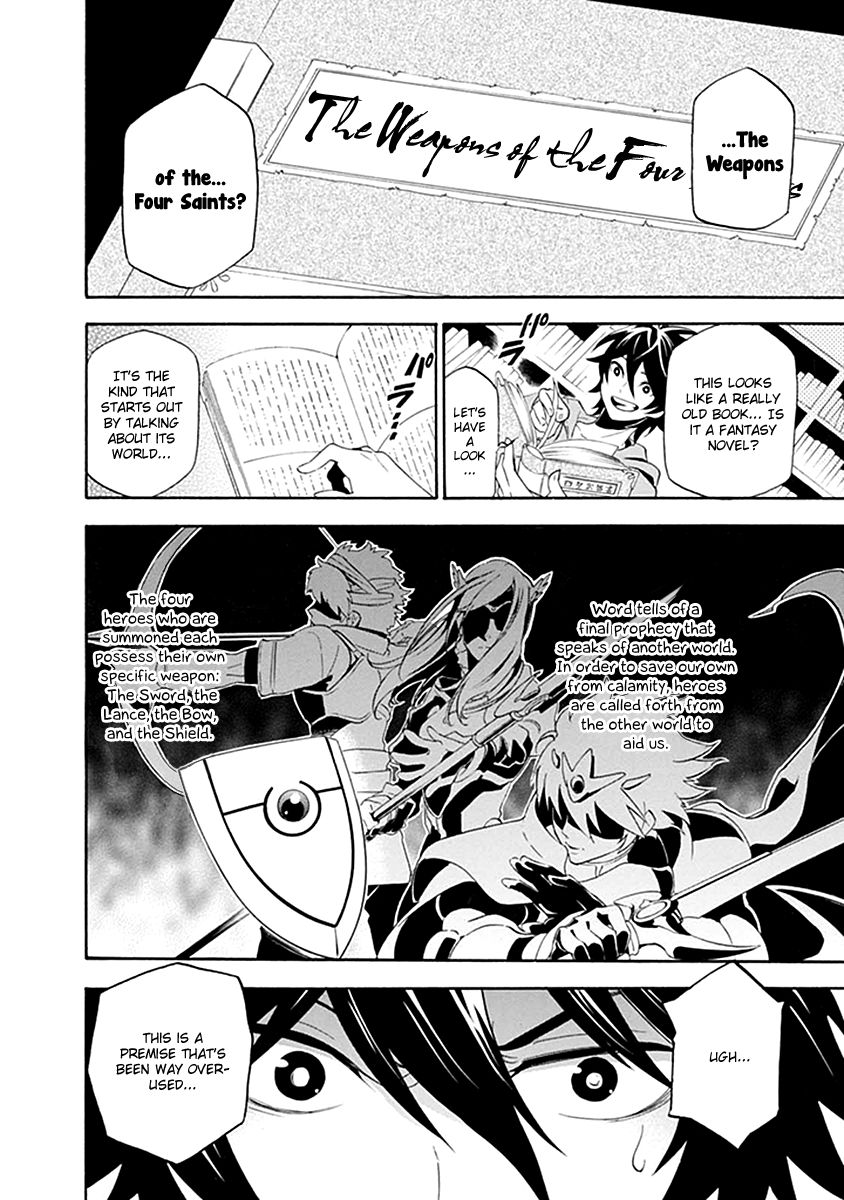 The Weapons of the Four
...The
Weapons
of the...
Four Saints?
THIS LOOKS
LIKE A REALLY
OLD BOOK... IS
IT A FANTASY
NOVEL?
LET'S
HAVE A
LOOK
...
IT'S THE
KIND THAT
STARTS OUT
BY TALKING
ABOUT ITS
WORLD...
Word tells of a
final prophecy that
speaks of another world.
In order to save our own
from calamity, heroes
are called forth from
the other world to
aid us.
The four
heroes who are
summoned each
possess their own
specific weapon:
The Sword, the
Lance, the Bow,
and the Shield.
UGH...
THIS IS A
PREMISE THAT'S
BEEN WAY OVER-
USED...